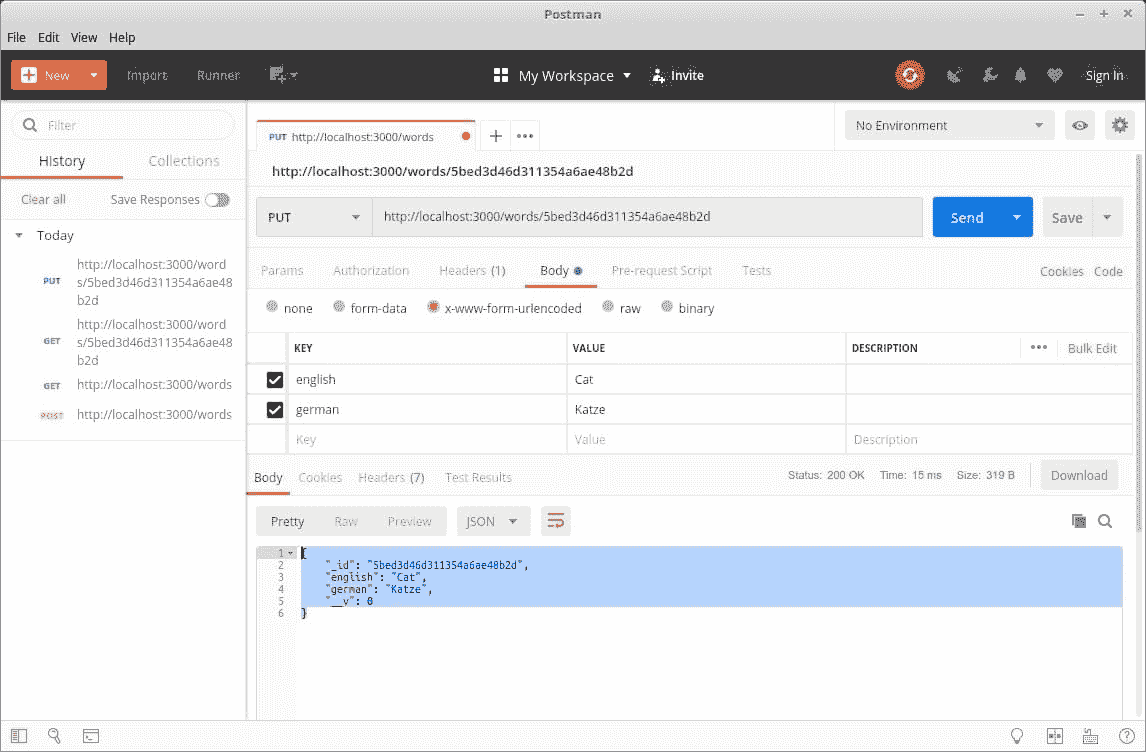 Postman
File Edit View Help
New Import Runner My Workspace Invite Sign In
Filter
History Collections
Clear all Save Responses
Today
PUT http://localhost:3000/word
s/5bed3d46d311354a6ae48
b2d
GET http://localhost:3000/word
s/5bed3d46d311354a6ae48
b2d
GET http://localhost:3000/words
POST http://localhost:3000/words
PUT http://localhost:3000/words
No Environment
http://localhost:3000/words/5bed3d46d311354a6ae48b2d
PUT http://localhost:3000/words/5bed3d46d311354a6ae48b2d Send Save
Params Authorization Headers (1) Body Pre-request Script Tests Cookies Code
none form-data x-www-form-urlencoded raw binary
KEY VALUE DESCRIPTION Bulk Edit
english Cat
german Katze
Key Value Description
Body Cookies Headers (7) Test Results Status: 200 OK Time: 15 ms Size: 319 B Download
Pretty Raw Preview JSON
1 {
2 "_id": "5bed3d46d311354a6ae48b2d",
3 "english": "Cat",
4 "german": "Katze",
5 "__v": 0
6 }